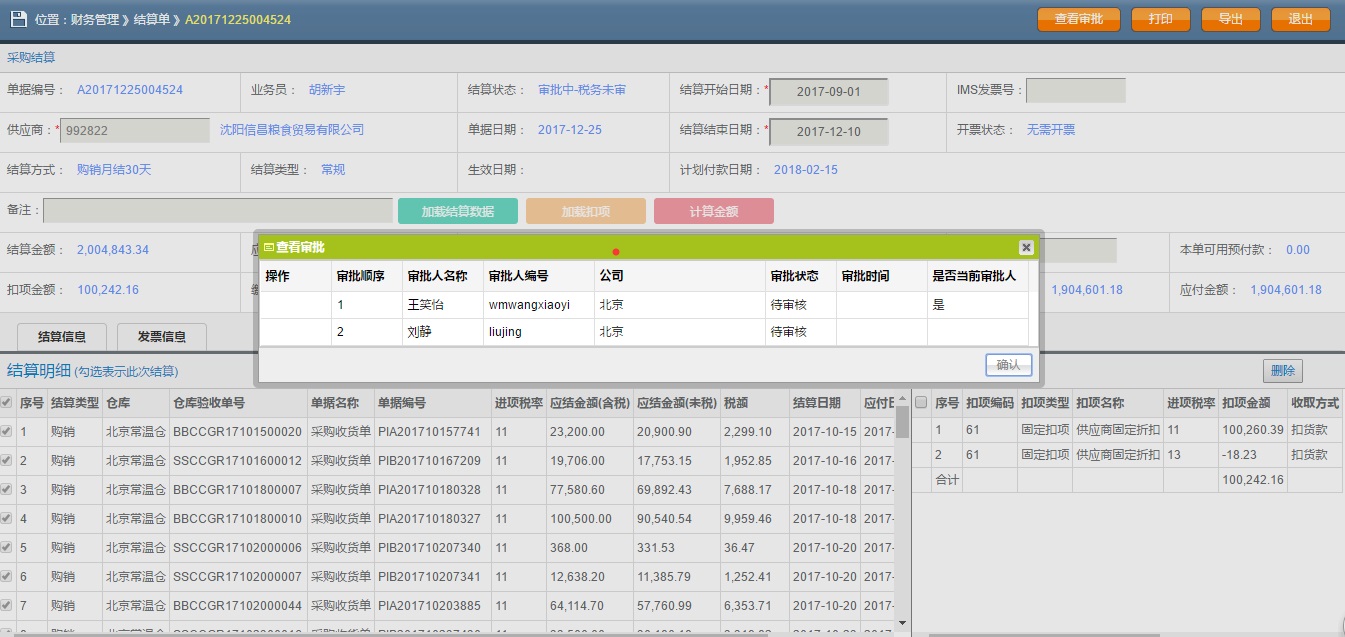 位置：财务管理 》结算单 》A20171225004524 查看审批 打印 导出 退出
采购结算
单据编号： A20171225004524 业务员： 胡新宇 结算状态： 审批中-税务未审 结算开始日期：* 2017-09-01 IMS发票号：
供应商：* 992822 沈阳信昌粮食贸易有限公司 单据日期： 2017-12-25 结算结束日期：* 2017-12-10 开票状态： 无需开票
结算方式： 购销月结30天 结算类型： 常规 生效日期： 计划付款日期： 2018-02-15
备注： 加载结算数据 加载扣项 计算金额
结算金额： 2,004,843.34 本单可用预付款： 0.00
扣项金额： 100,242.16 1,904,601.18 应付金额： 1,904,601.18
查看审批
操作 审批顺序 审批人名称 审批人编号 公司 审批状态 审批时间 是否当前审批人
1 王笑怡 wmwangxiaoyi 北京 待审核 是
2 刘静 liujing 北京 待审核
确认
结算信息 发票信息
结算明细 (勾选表示此次结算) 删除
序号 结算类型 仓库 仓库验收单号 单据名称 单据编号 进项税率 应结金额(含税) 应结金额(未税) 税额 结算日期 应付日
1 购销 北京常温仓 BBCCGR17101500020 采购收货单 PIA201710157741 11 23,200.00 20,900.90 2,299.10 2017-10-15 2017-
2 购销 北京常温仓 SSCCGR17101600012 采购收货单 PIB201710167209 11 19,706.00 17,753.15 1,952.85 2017-10-16 2017-
3 购销 北京常温仓 BBCCGR17101800007 采购收货单 PIA201710180328 11 77,580.60 69,892.43 7,688.17 2017-10-18 2017-
4 购销 北京常温仓 BBCCGR17101800010 采购收货单 PIA201710180327 11 100,500.00 90,540.54 9,959.46 2017-10-18 2017-
5 购销 北京常温仓 SSCCGR17102000006 采购收货单 PIB201710207340 11 368.00 331.53 36.47 2017-10-20 2017-
6 购销 北京常温仓 SSCCGR17102000007 采购收货单 PIB201710207341 11 12,638.20 11,385.79 1,252.41 2017-10-20 2017-
7 购销 北京常温仓 BBCCGR17102000044 采购收货单 PIA201710203885 11 64,114.70 57,760.99 6,353.71 2017-10-20 2017-
序号 扣项编码 扣项类型 扣项名称 进项税率 扣项金额 收取方式
1 61 固定扣项 供应商固定折扣 11 100,260.39 扣货款
2 61 固定扣项 供应商固定折扣 13 -18.23 扣货款
合计 100,242.16